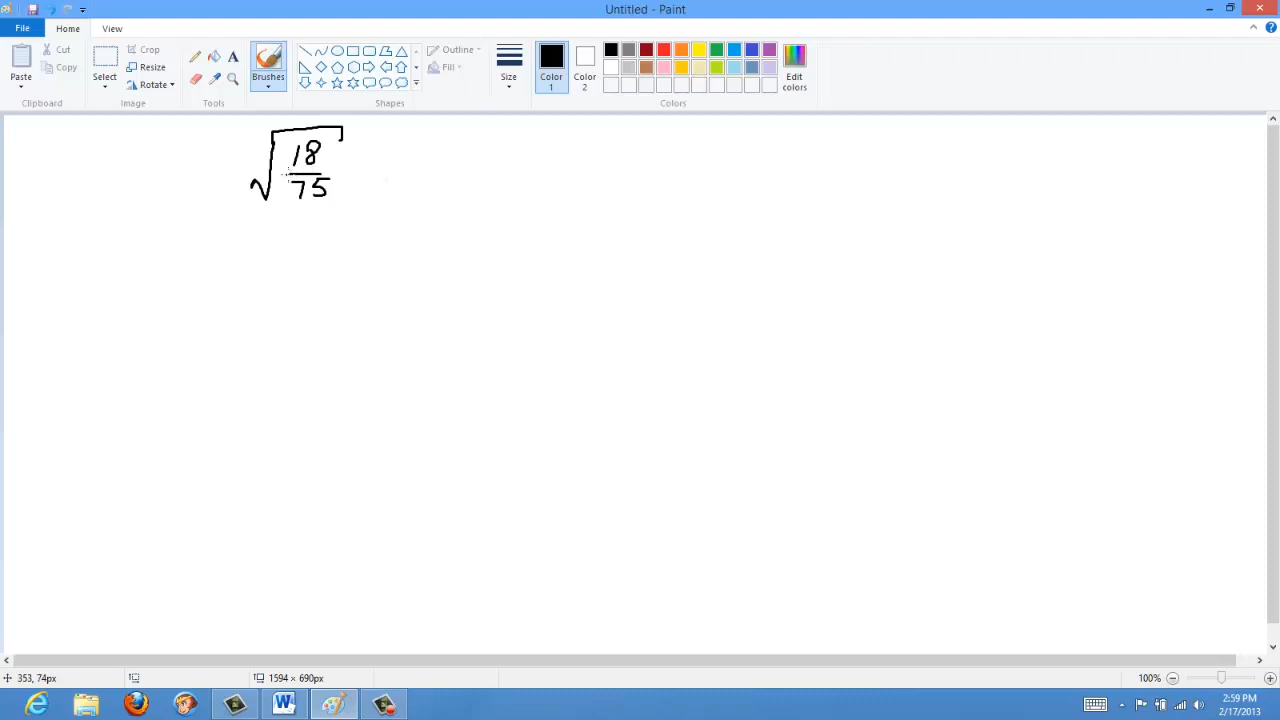 Untitled - Paint
File Home View
Paste
Cut
Copy
Clipboard
Select
Crop
Resize
Rotate
Image
Tools
Brushes
Shapes
Outline
Fill
Size
Color 1
Color 2
Edit colors
Colors
√18/75
353, 74px
1594 × 690px
100%
2:59 PM
2/17/2013